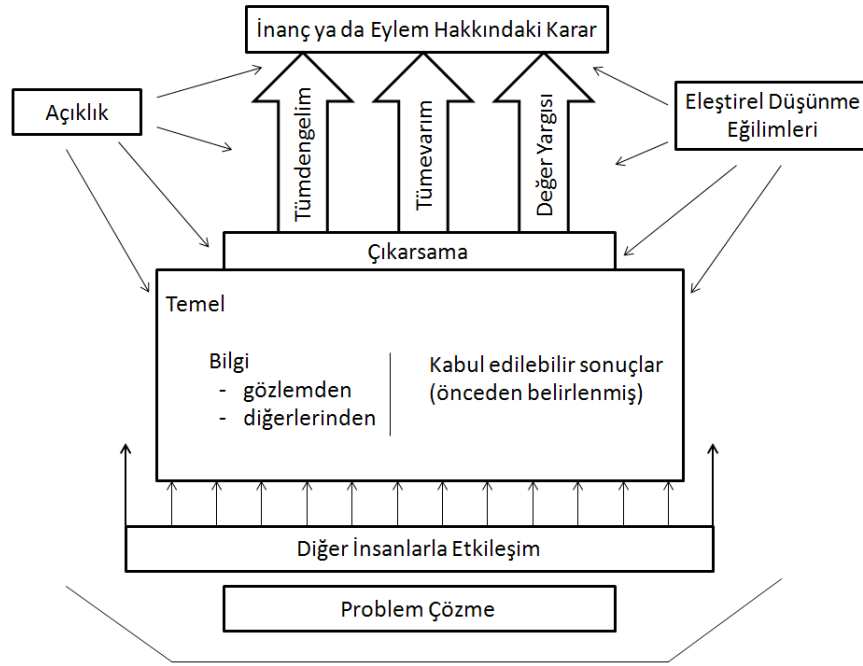 İnanç ya da Eylem Hakkındaki Karar
Açıklık
Eleştirel Düşünme
Eğilimleri
Tümdengelim
Tümevarım
Değer Yargısı
Çıkarsama
Temel
Bilgi
- gözlemden
- diğerlerinden
Kabul edilebilir sonuçlar
(önceden belirlenmiş)
Diğer İnsanlarla Etkileşim
Problem Çözme